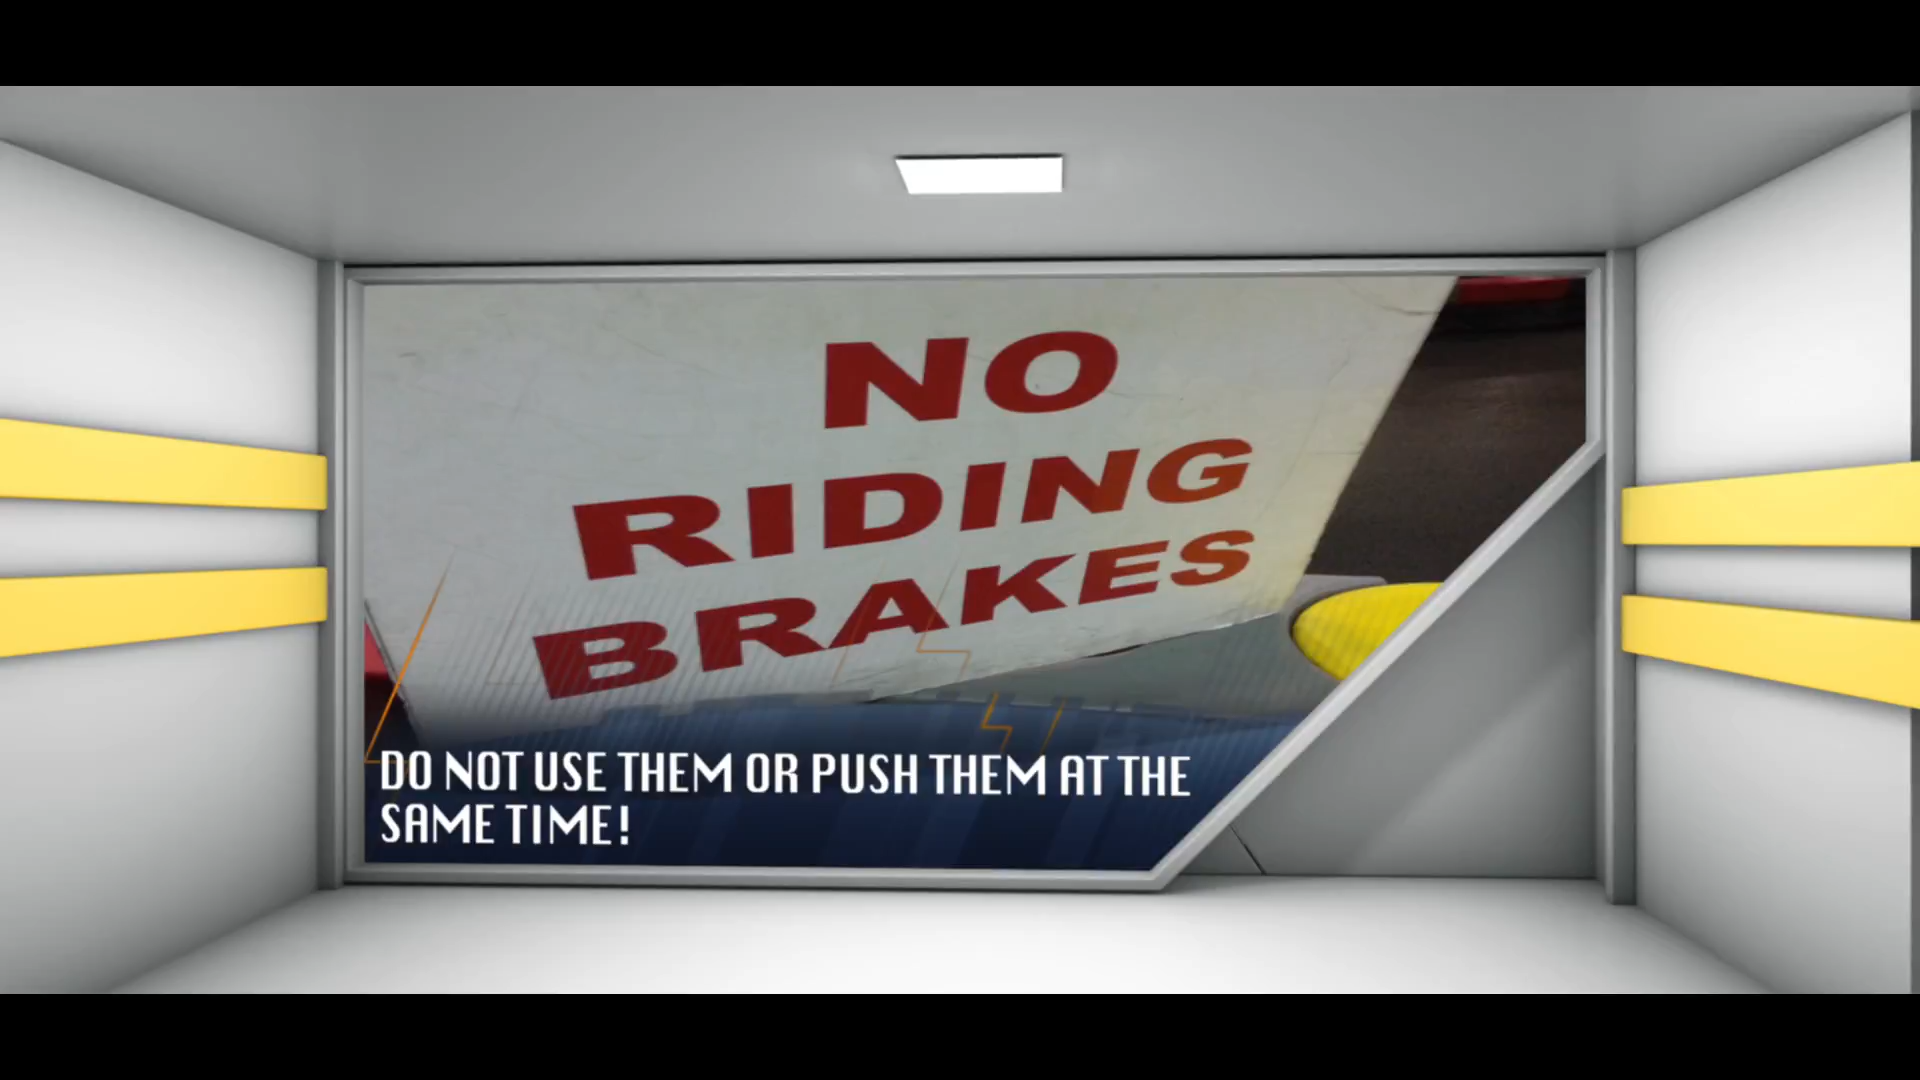 NO
RIDING
BRAKES
DO NOT USE THEM OR PUSH THEM AT THE
SAME TIME!